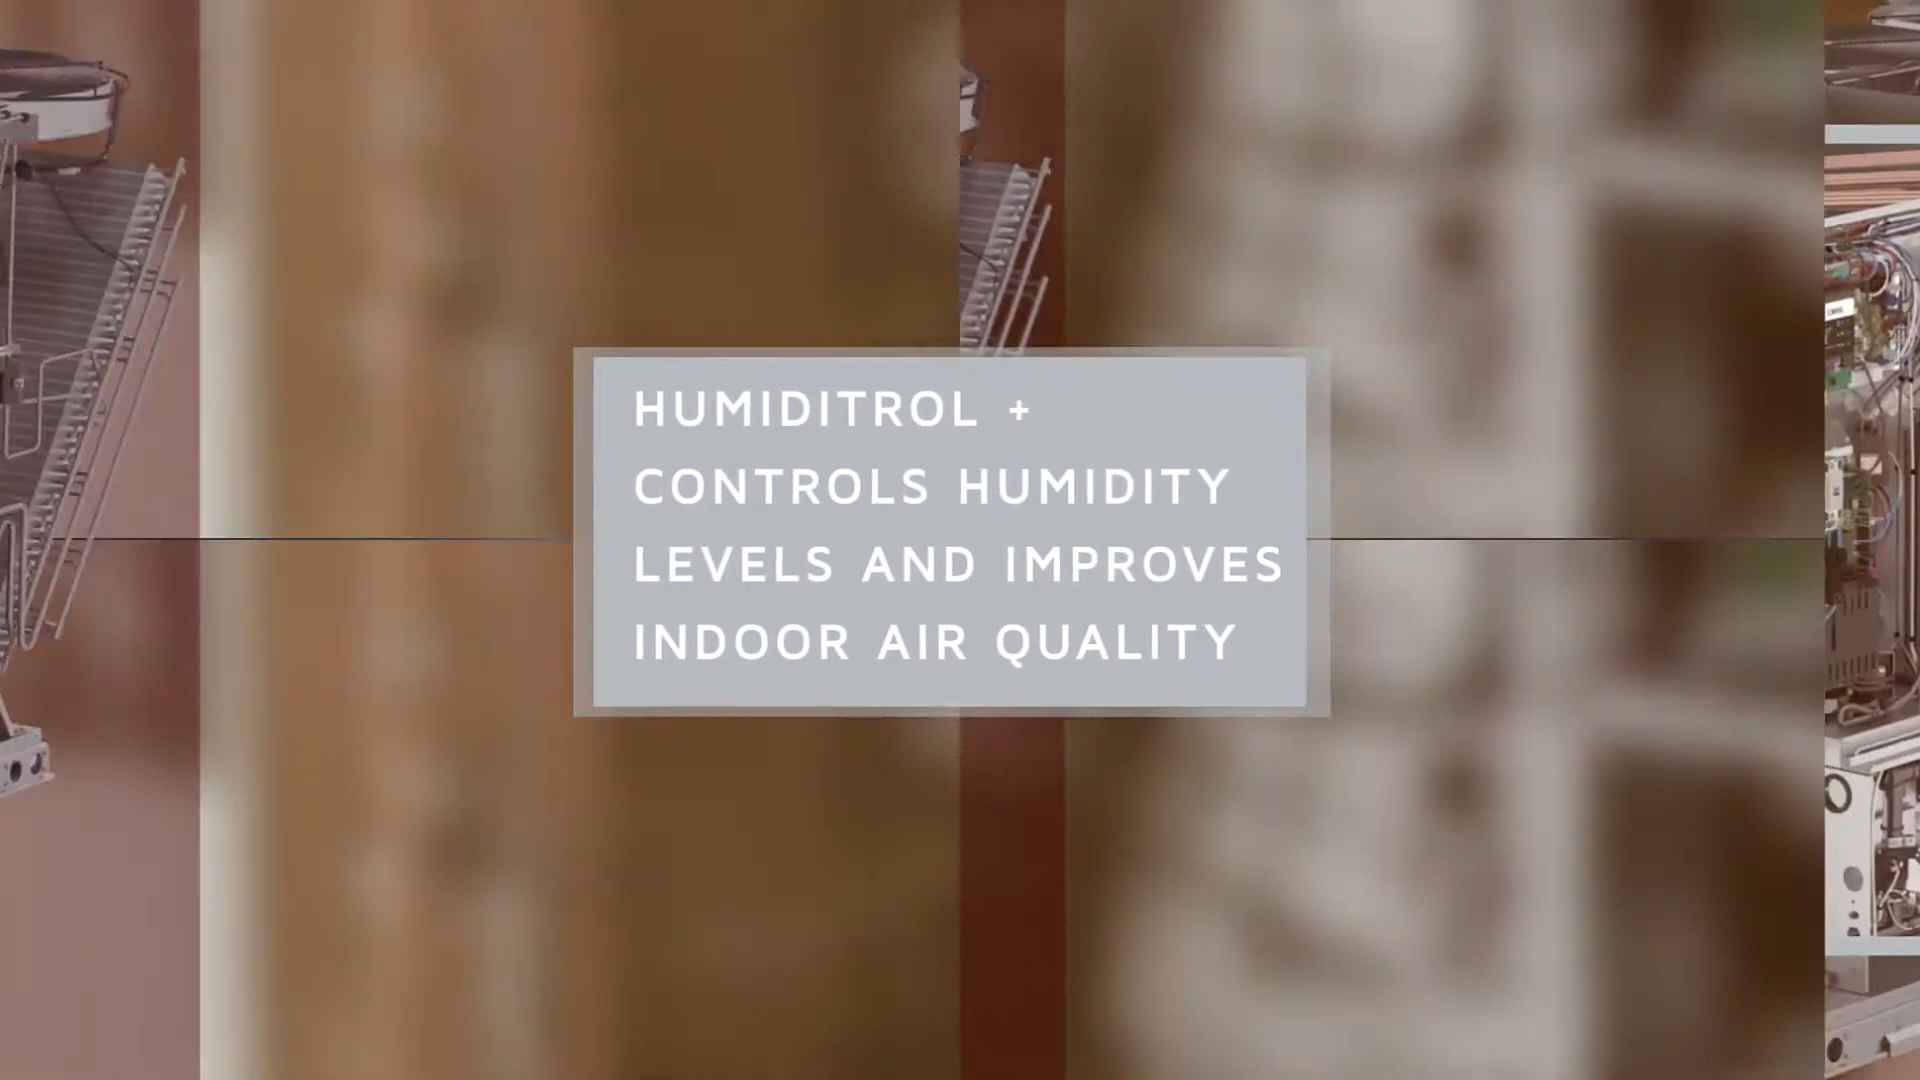 HUMIDITROL +
CONTROLS HUMIDITY
LEVELS AND IMPROVES
INDOOR AIR QUALITY